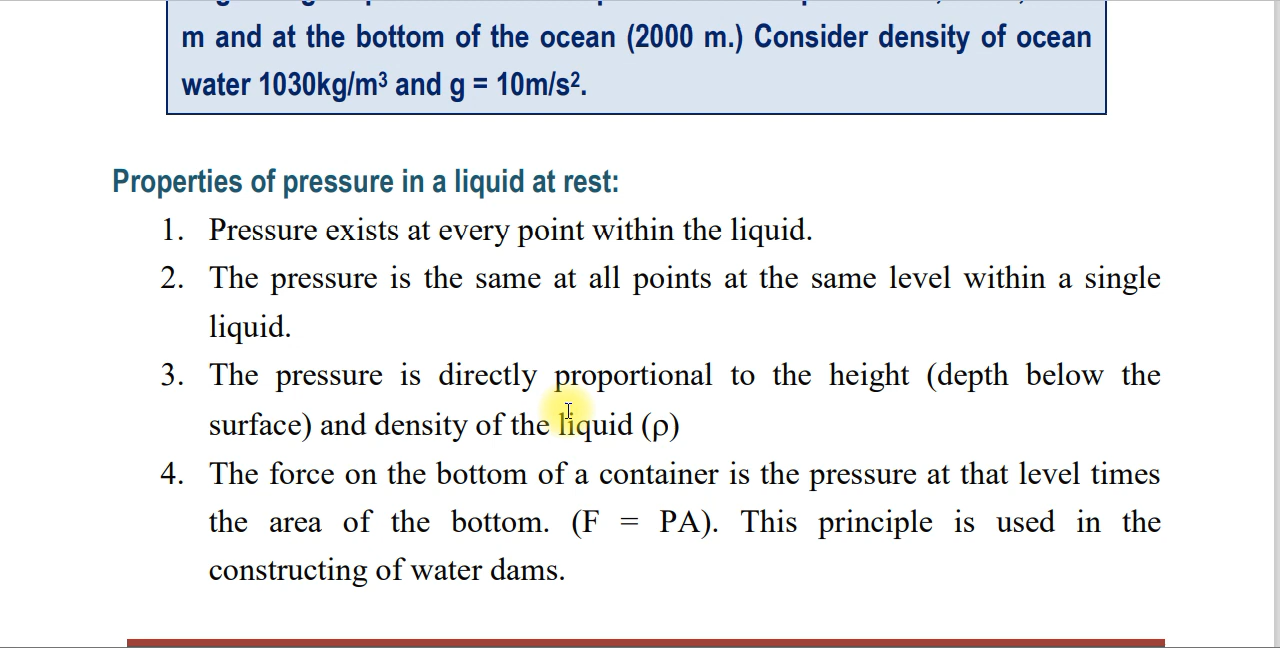 m and at the bottom of the ocean (2000 m.) Consider density of ocean
water 1030kg/m³ and g = 10m/s².
Properties of pressure in a liquid at rest:
1. Pressure exists at every point within the liquid.
2. The pressure is the same at all points at the same level within a single
liquid.
3. The pressure is directly proportional to the height (depth below the
surface) and density of the liquid (ρ)
4. The force on the bottom of a container is the pressure at that level times
the area of the bottom. (F = PA). This principle is used in the
constructing of water dams.